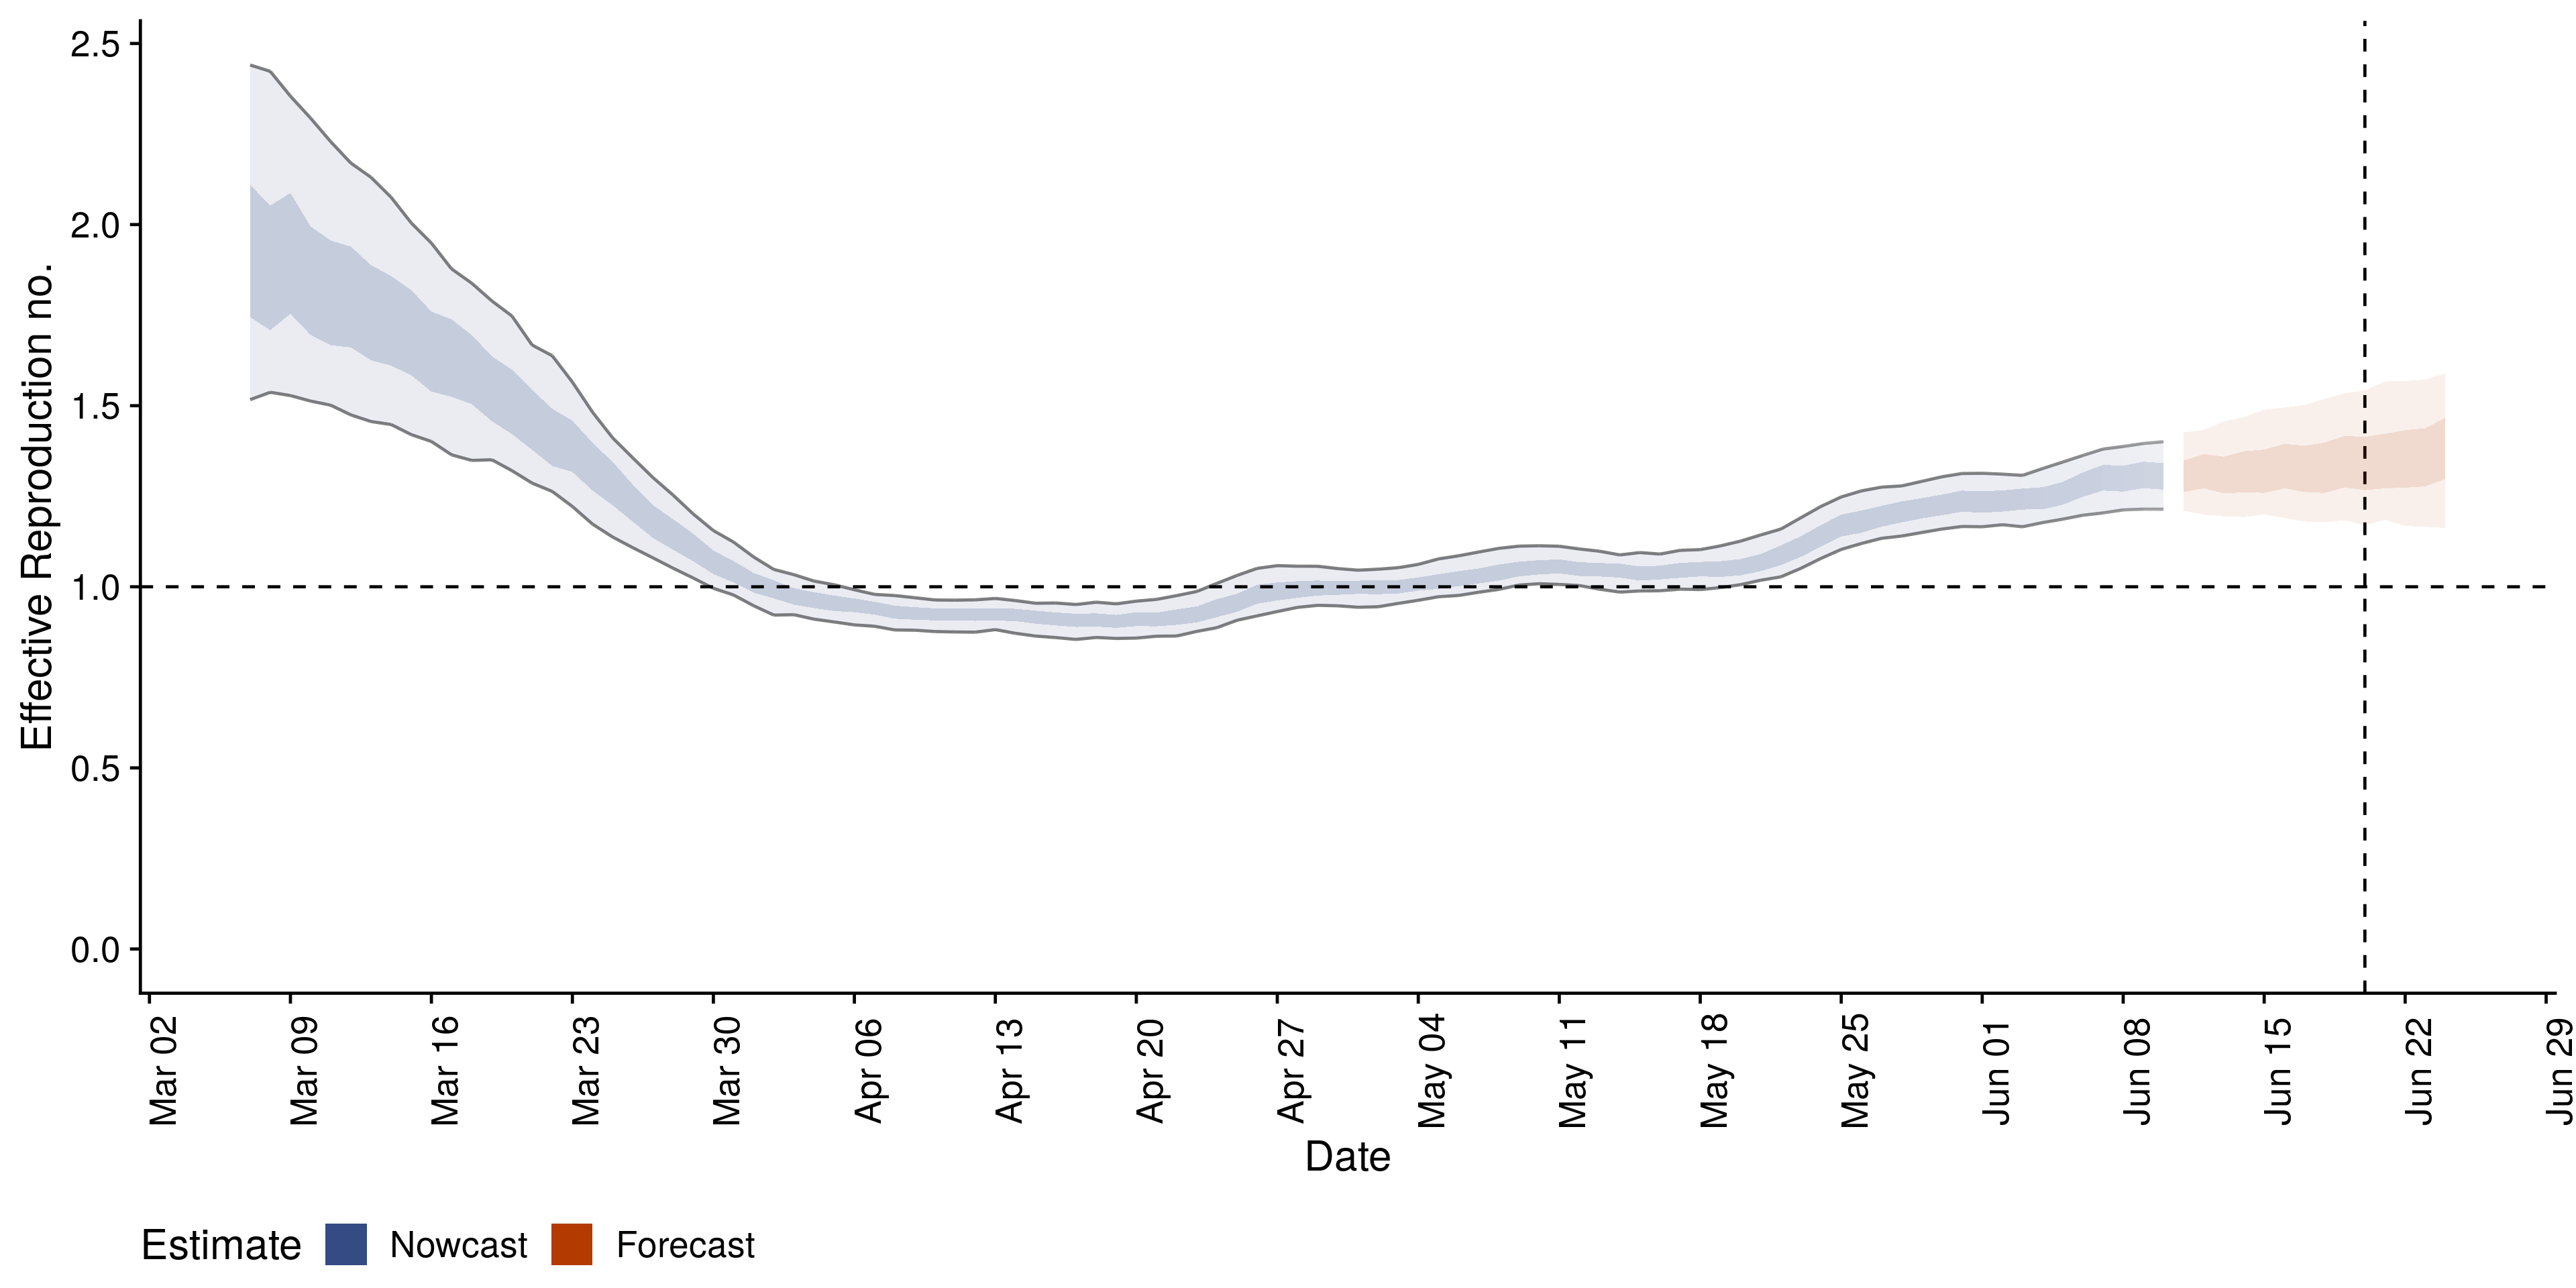 Effective Reproduction no.
2.5
2.0
1.5
1.0
0.5
0.0
Mar 02
Mar 09
Mar 16
Mar 23
Mar 30
Apr 06
Apr 13
Apr 20
Apr 27
May 04
May 11
May 18
May 25
Jun 01
Jun 08
Jun 15
Jun 22
Jun 29
Date
Estimate Nowcast Forecast